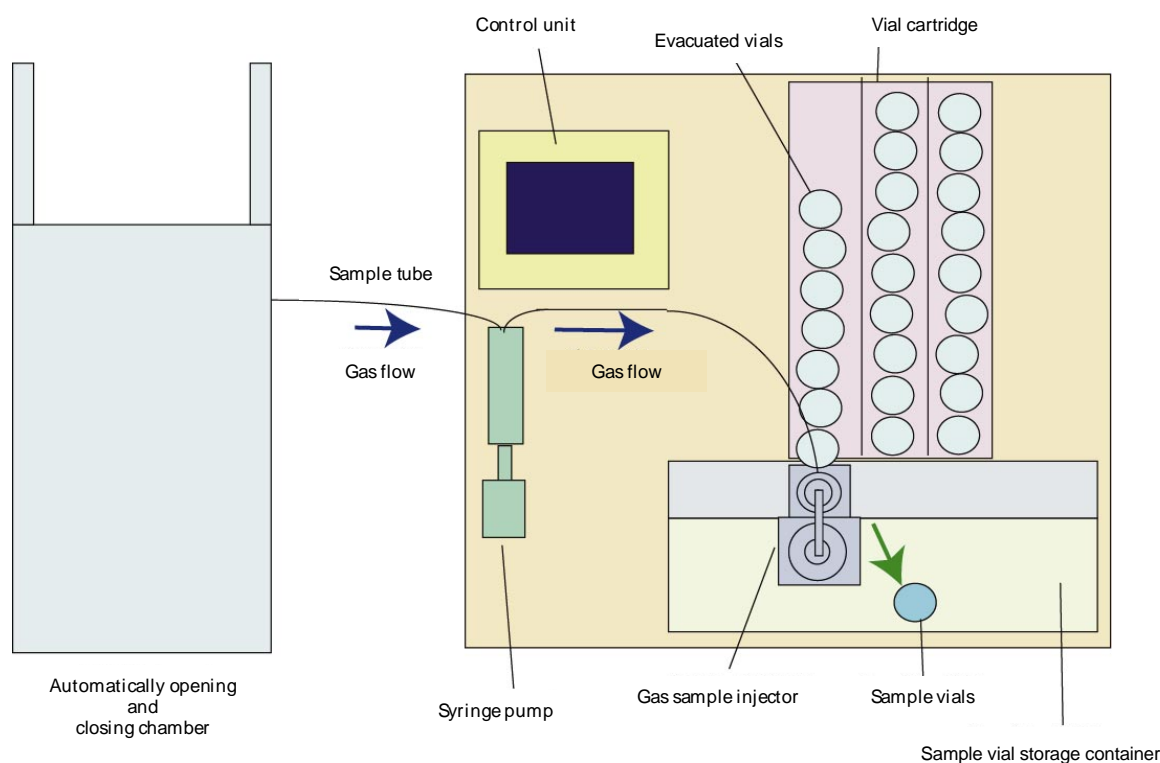 Control unit
Evacuated vials
Vial cartridge
Sample tube
Gas flow
Gas flow
Automatically opening
and
closing chamber
Syringe pump
Gas sample injector
Sample vials
Sample vial storage container